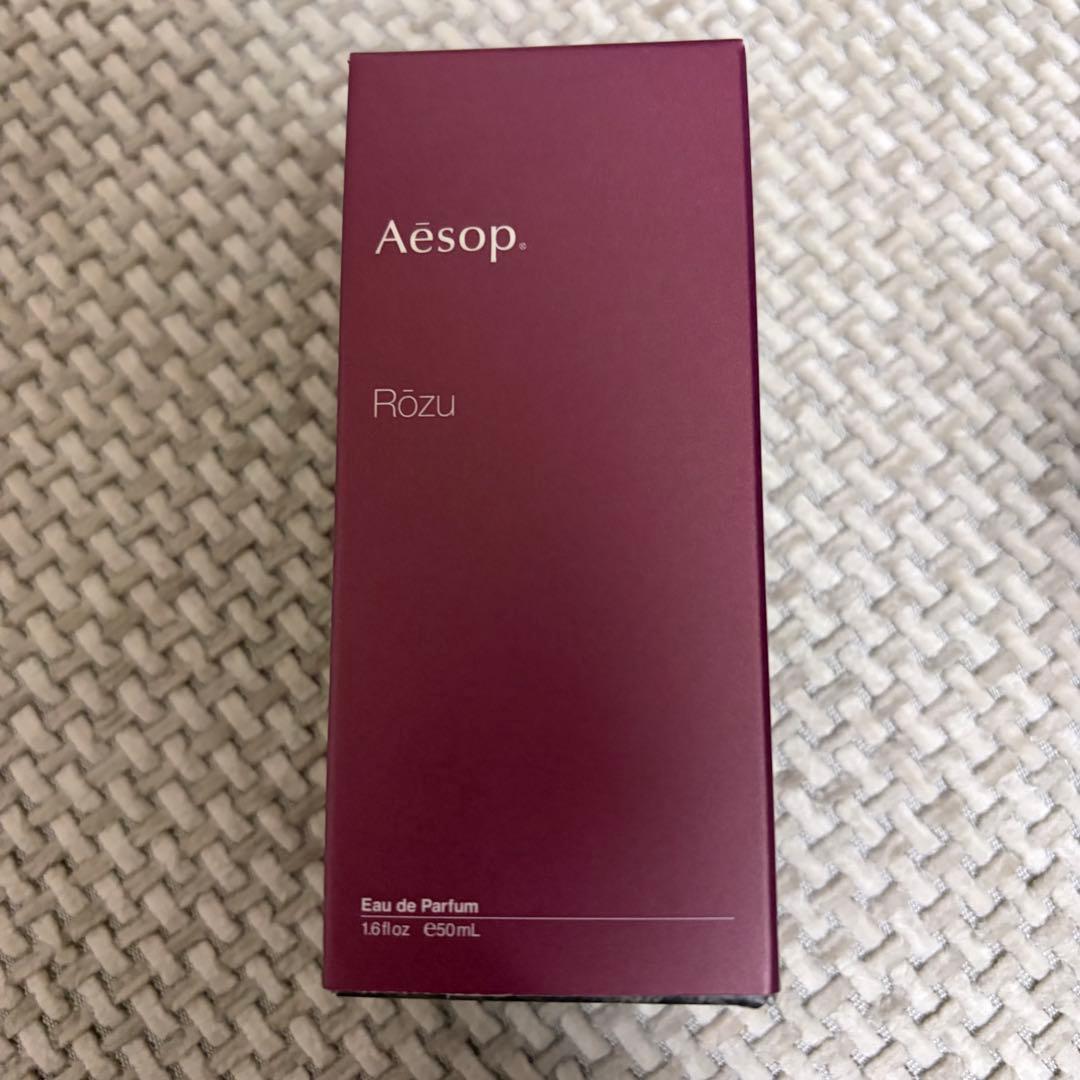 Aēsop®
Rōzu
Eau de Parfum
1.6 fl oz ℮50 mL